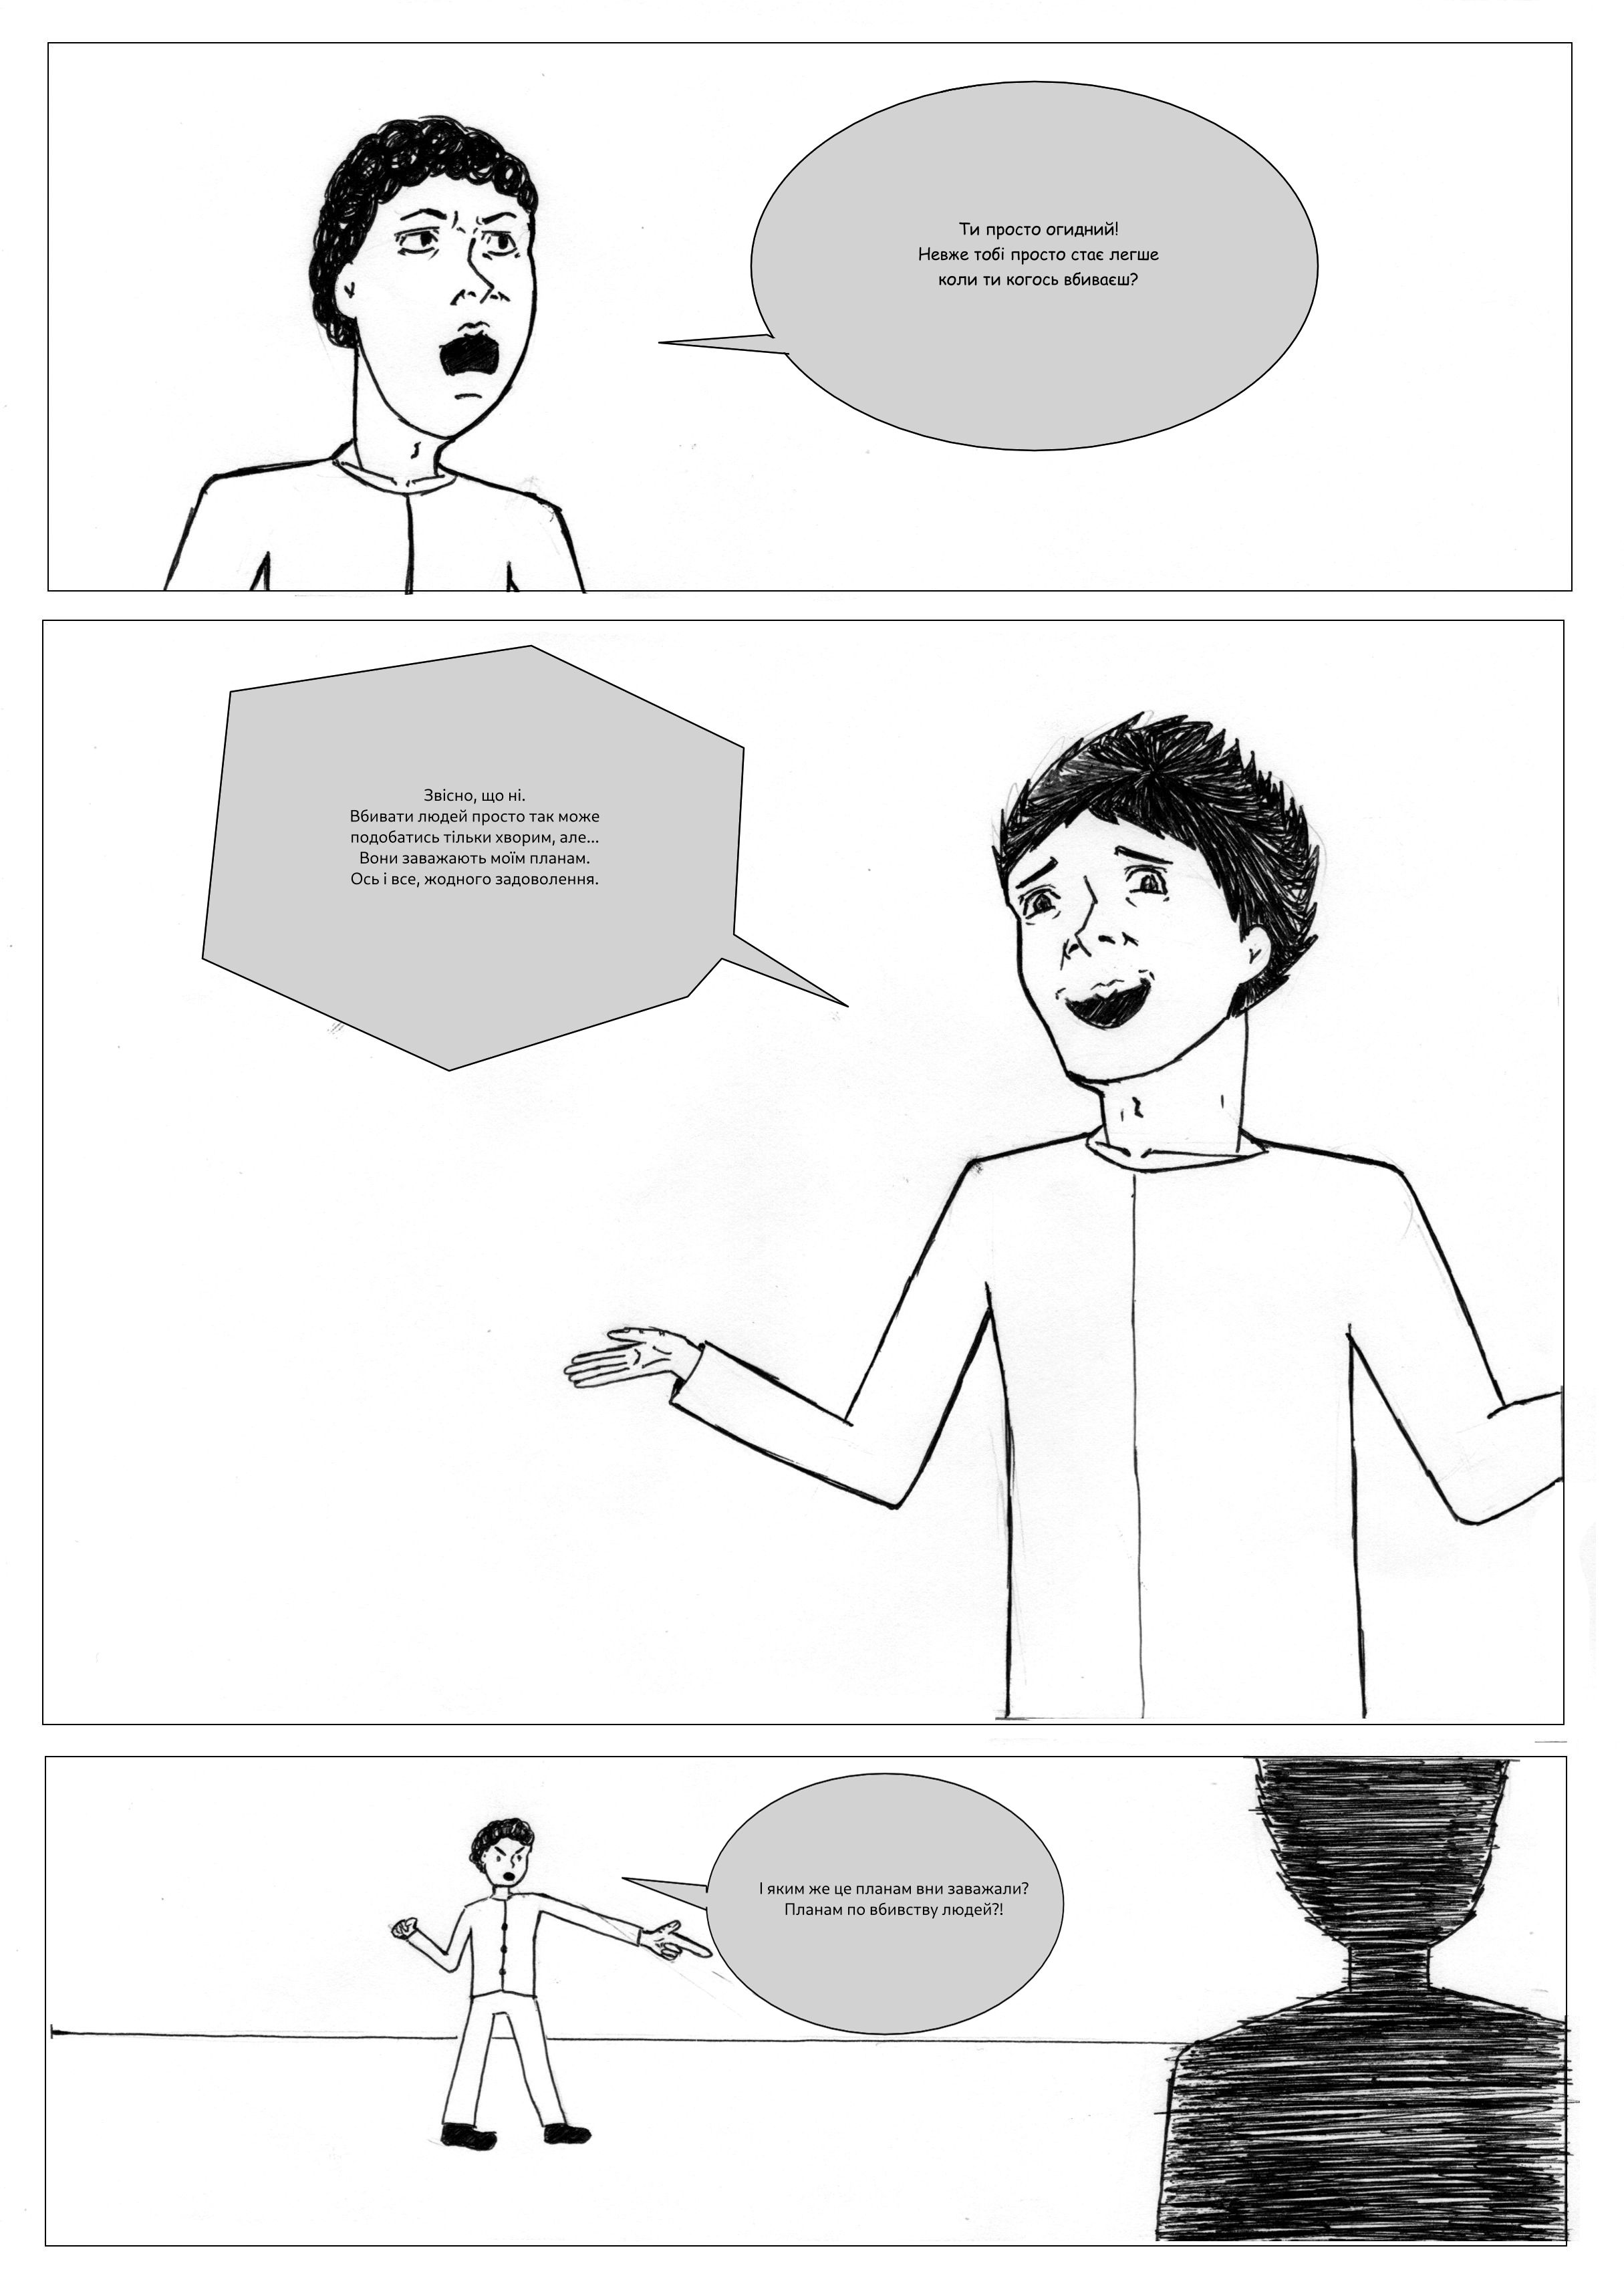 Ти просто огидний!
Невже тобі просто стає легше
коли ти когось вбиваєш?
Звісно, що ні.
Вбивати людей просто так може
подобатись тільки хворим, але...
Вони заважають моїм планам.
Ось і все, жодного задоволення.
І яким же це планам вни заважали?
Планам по вбивству людей?!